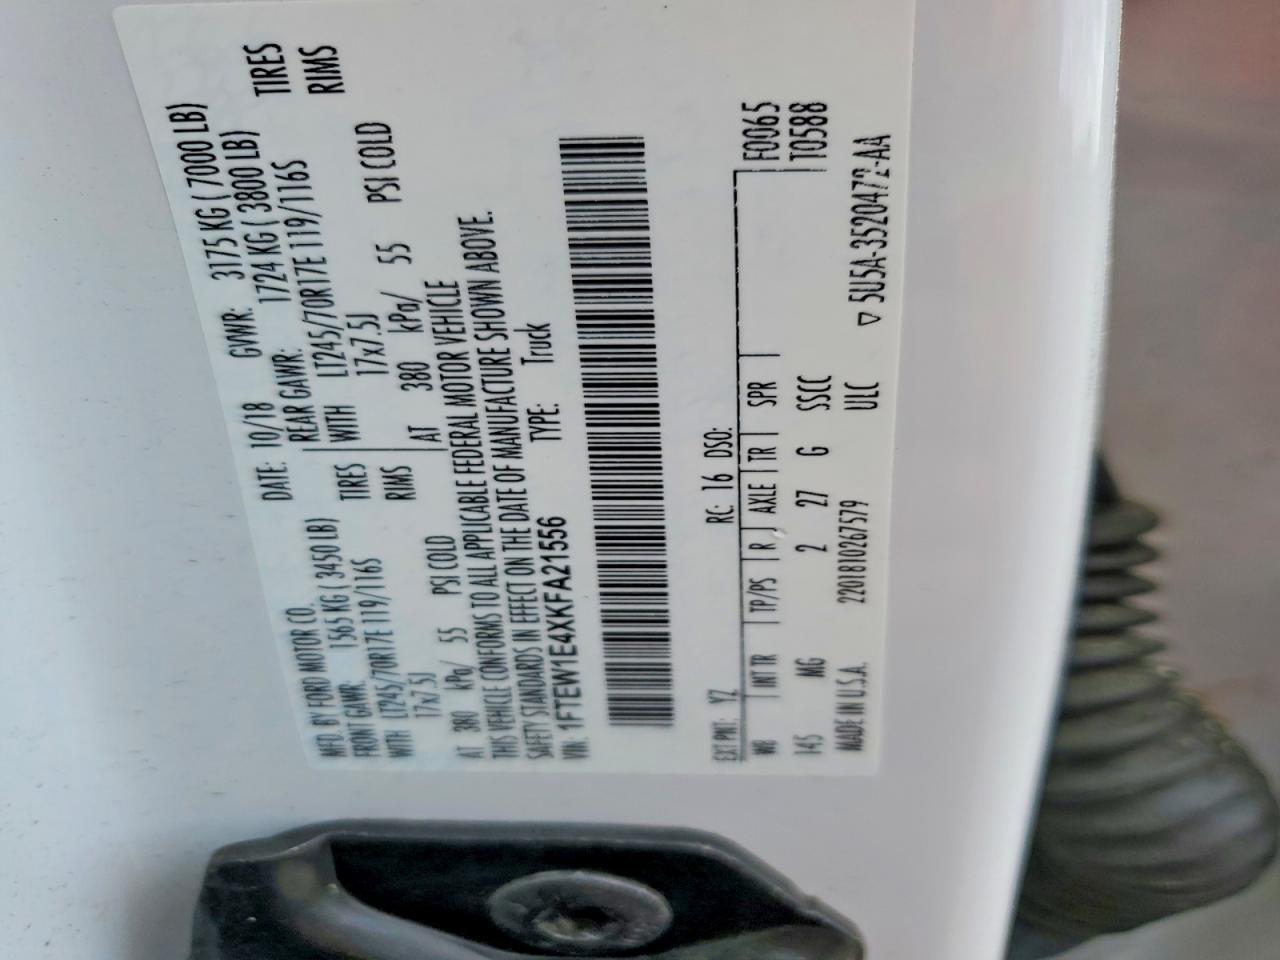 MFD. BY FORD MOTOR CO. DATE: 10/18 GVWR: 3175 KG ( 7000 LB)
FRONT GAWR: 1565 KG ( 3450 LB) REAR GAWR: 1724 KG ( 3800 LB)
WITH LT245/70R17E 119/116S TIRES WITH LT245/70R17E 119/116S TIRES
17x7.5J RIMS 17x7.5J RIMS
AT 380 kPa/ 55 PSI COLD AT 380 kPa/ 55 PSI COLD
THIS VEHICLE CONFORMS TO ALL APPLICABLE FEDERAL MOTOR VEHICLE
SAFETY STANDARDS IN EFFECT ON THE DATE OF MANUFACTURE SHOWN ABOVE.
VIN: 1FTEW1E4XKFA21556 TYPE: Truck
EXT PNT: YZ RC: 16 DSO: F0065
WB INT TR TP/PS R AXLE TR SPR T0588
145 MG 2 27 G SSCC
MADE IN U.S.A. 2201810267579 ULC ▽ 5U5A-3520472-AA